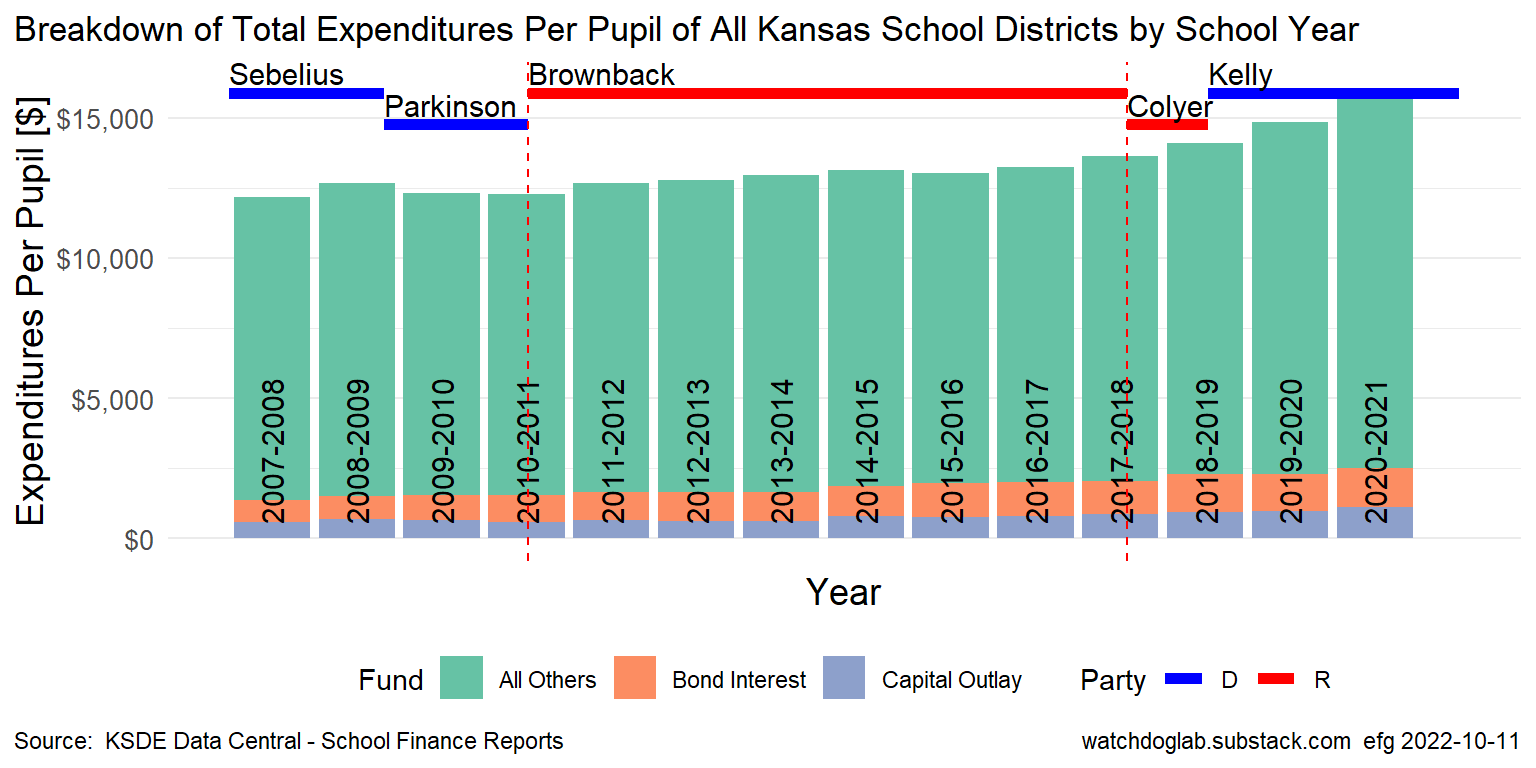 Breakdown of Total Expenditures Per Pupil of All Kansas School Districts by School Year
Sebelius
Brownback
Kelly
Parkinson
Colyer
Expenditures Per Pupil [$]
$15,000
$10,000
$5,000
$0
2007-2008
2008-2009
2009-2010
2010-2011
2011-2012
2012-2013
2013-2014
2014-2015
2015-2016
2016-2017
2017-2018
2018-2019
2019-2020
2020-2021
Year
Fund All Others Bond Interest Capital Outlay Party D R
Source: KSDE Data Central - School Finance Reports
watchdoglab.substack.com efg 2022-10-11